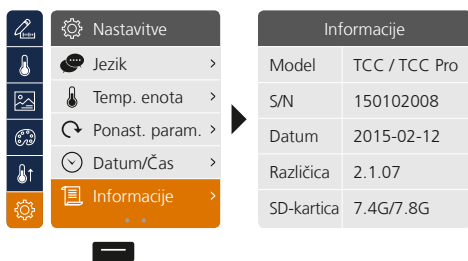 Nastavitve
Jezik
Temp. enota
Ponast. param.
Datum/Čas
Informacije
Informacije
Model TCC / TCC Pro
S/N 150102008
Datum 2015-02-12
Različica 2.1.07
SD-kartica 7.4G/7.8G